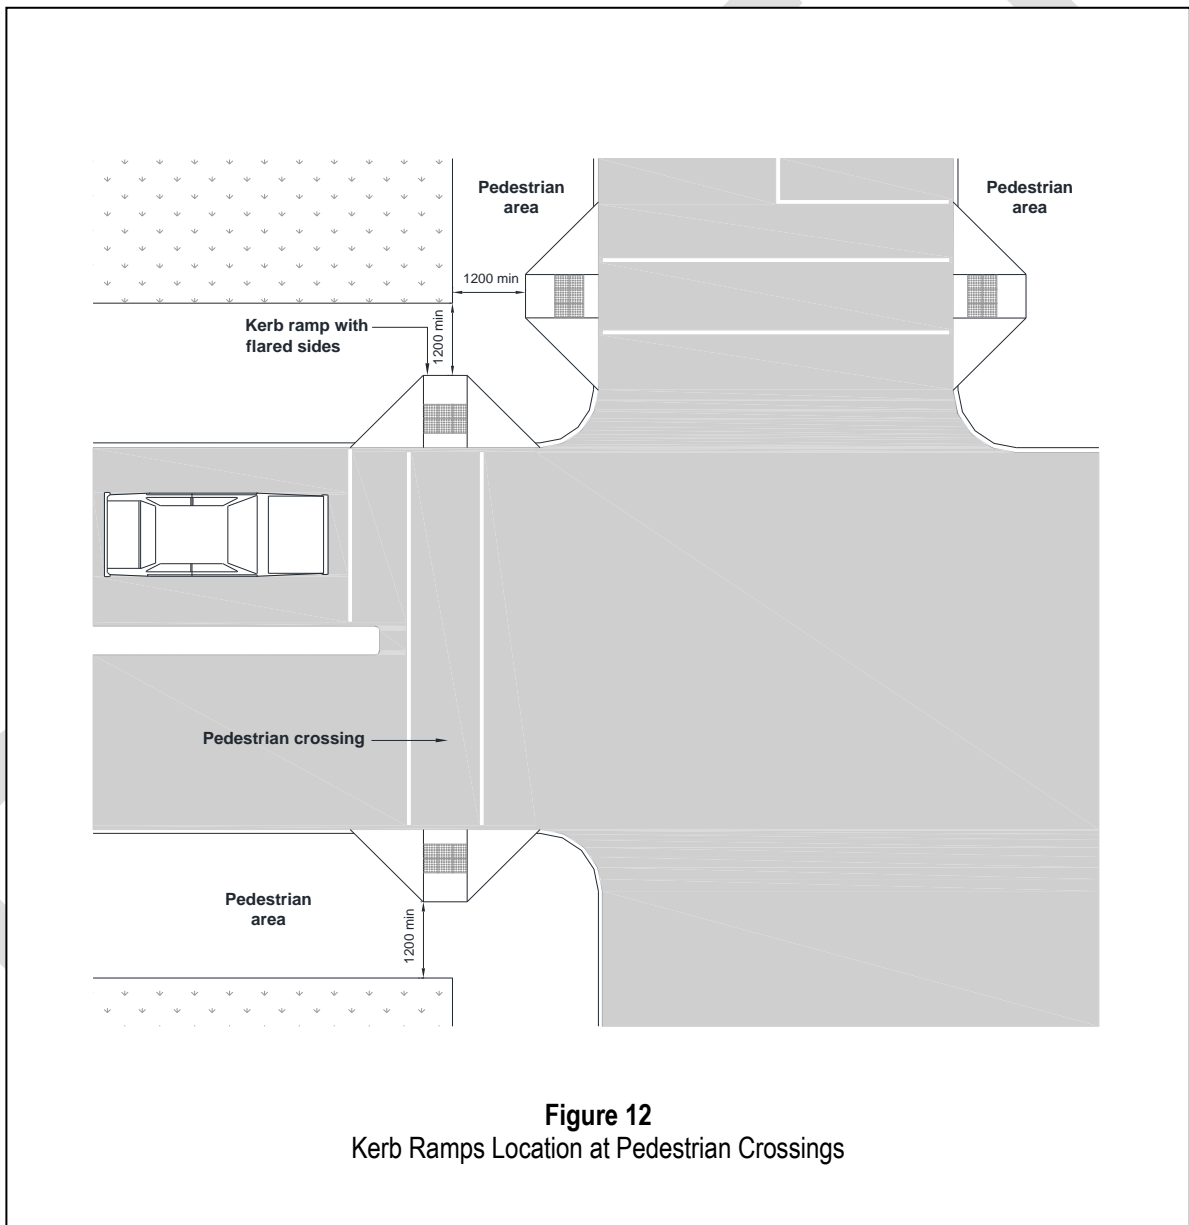 Pedestrian
area
Pedestrian
area
1200 min
Kerb ramp with
flared sides
1200 min
Pedestrian crossing
Pedestrian
area
1200 min
Figure 12
Kerb Ramps Location at Pedestrian Crossings